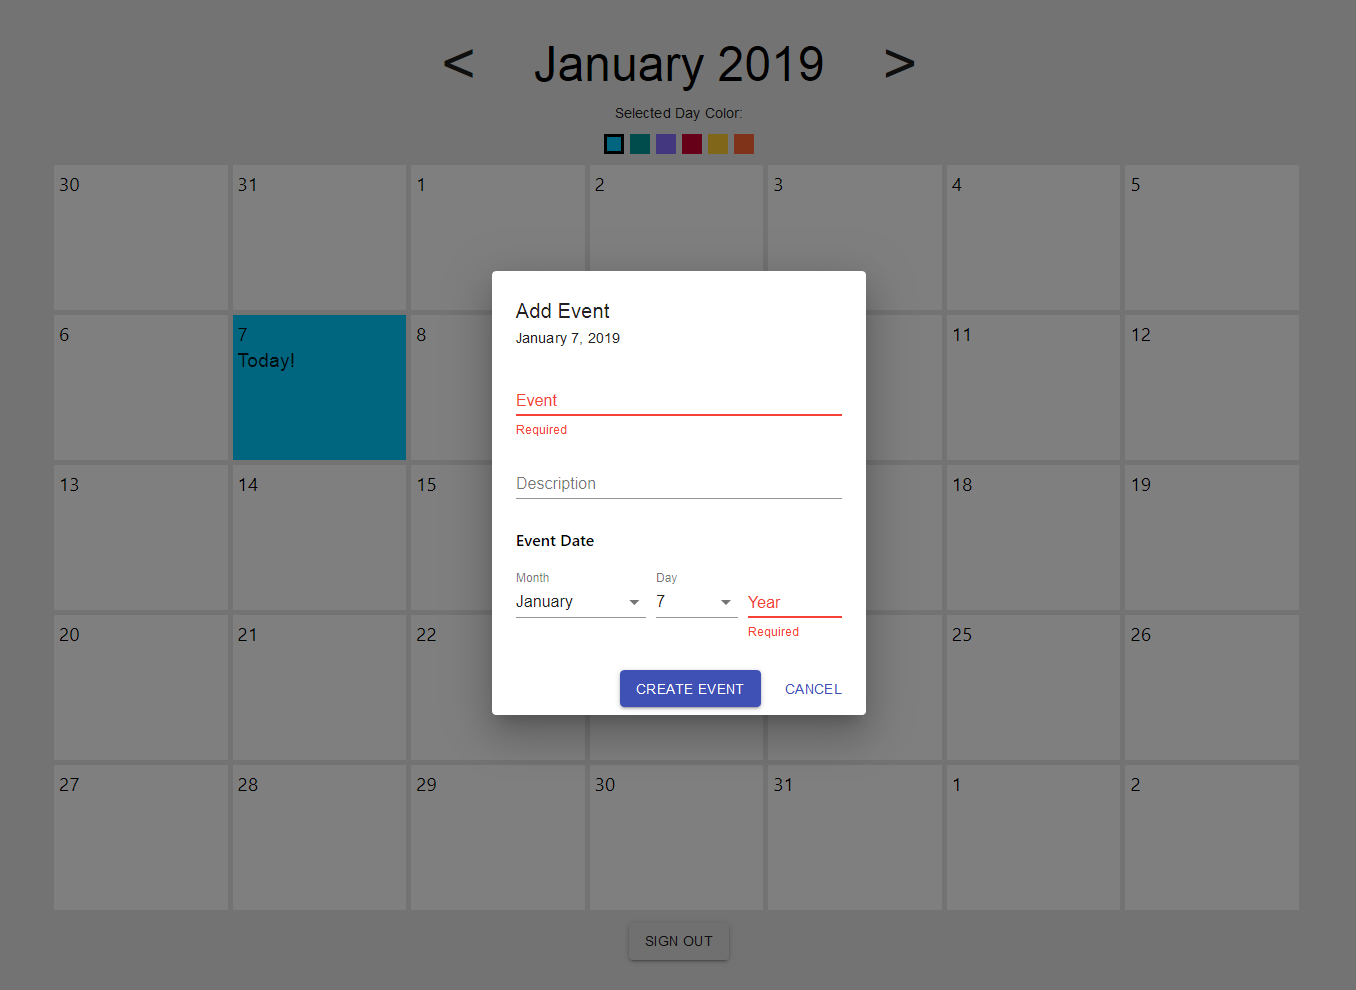 < January 2019 >
Selected Day Color:
30 31 1 2 3 4 5
6 7 8 11 12
Today!
13 14 15 18 19
20 21 22 25 26
27 28 29 30 31 1 2
Add Event
January 7, 2019
Event
Required
Description
Event Date
Month Day
January 7 Year
Required
CREATE EVENT CANCEL
SIGN OUT